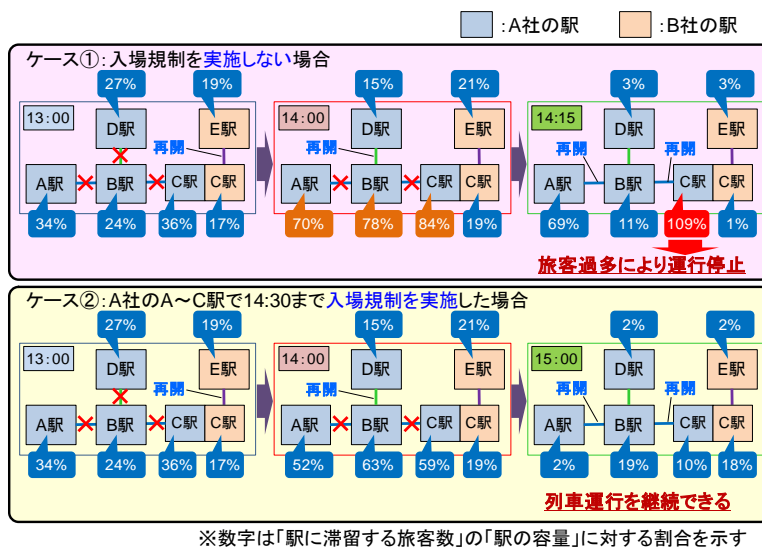 :A社の駅 :B社の駅
ケース①：入場規制を実施しない場合
27% 19% 15% 21% 3% 3%
13:00 D駅 E駅 14:00 D駅 E駅 14:15 D駅 E駅
再開 再開 再開 再開
A駅 B駅 C駅 C駅 A駅 B駅 C駅 C駅 A駅 B駅 C駅 C駅
34% 24% 36% 17% 70% 78% 84% 19% 69% 11% 109% 1%
旅客過多により運行停止
ケース②：A社のA～C駅で14:30まで入場規制を実施した場合
27% 19% 15% 21% 2% 2%
13:00 D駅 E駅 14:00 D駅 E駅 15:00 D駅 E駅
再開 再開 再開 再開
A駅 B駅 C駅 C駅 A駅 B駅 C駅 C駅 A駅 B駅 C駅 C駅
34% 24% 36% 17% 52% 63% 59% 19% 2% 19% 10% 18%
列車運行を継続できる
※数字は「駅に滞留する旅客数」の「駅の容量」に対する割合を示す